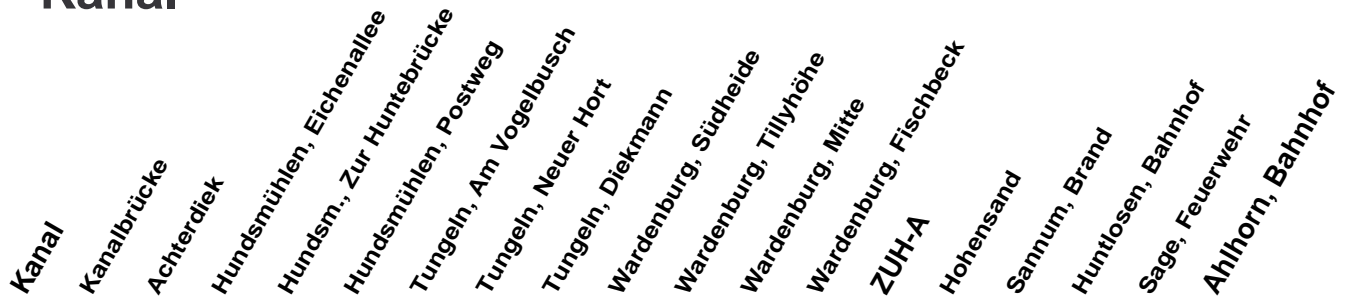 Kanal
Kanal
Kanalbrücke
Achterdiek
Hundsmühlen, Eichenallee
Hundsm., Zur Huntebrücke
Hundsmühlen, Postweg
Tungeln, Am Vogelbusch
Tungeln, Neuer Hort
Tungeln, Diekmann
Wardenburg, Südheide
Wardenburg, Tillyhöhe
Wardenburg, Mitte
Wardenburg, Fischbeck
ZUH-A
Hohensand
Sannum, Brand
Huntlosen, Bahnhof
Sage, Feuerwehr
Ahlhorn, Bahnhof